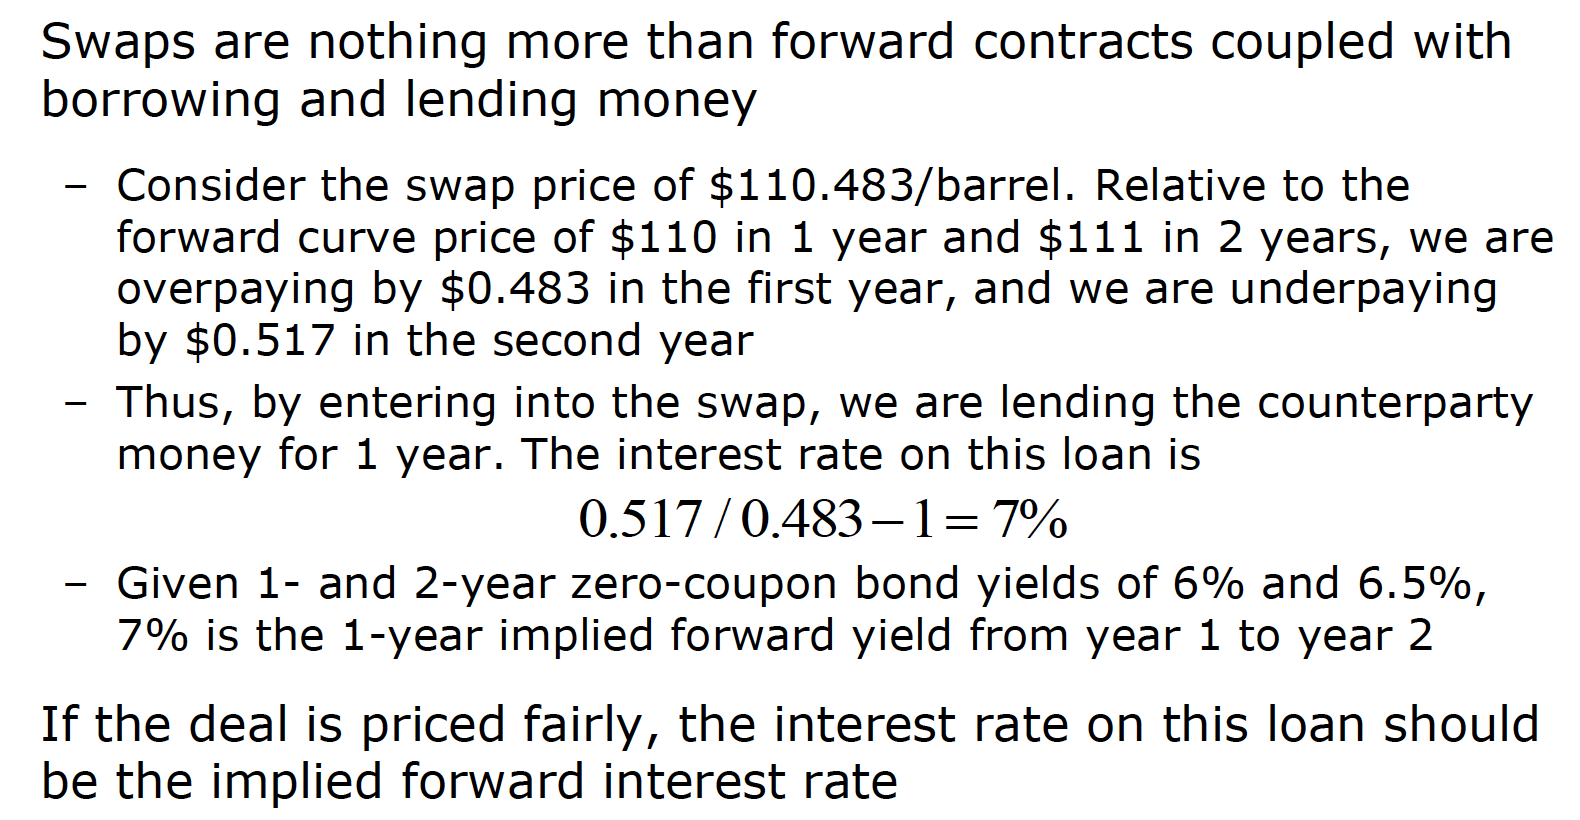 Swaps are nothing more than forward contracts coupled with
borrowing and lending money
– Consider the swap price of $110.483/barrel. Relative to the
forward curve price of $110 in 1 year and $111 in 2 years, we are
overpaying by $0.483 in the first year, and we are underpaying
by $0.517 in the second year
– Thus, by entering into the swap, we are lending the counterparty
money for 1 year. The interest rate on this loan is
0.517 / 0.483 – 1 = 7%
– Given 1- and 2-year zero-coupon bond yields of 6% and 6.5%,
7% is the 1-year implied forward yield from year 1 to year 2
If the deal is priced fairly, the interest rate on this loan should
be the implied forward interest rate